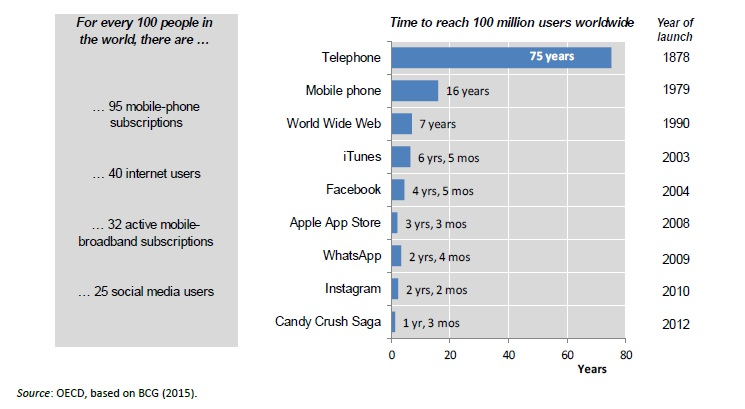 For every 100 people in
the world, there are …
… 95 mobile-phone
subscriptions
… 40 internet users
… 32 active mobile-
broadband subscriptions
… 25 social media users
Time to reach 100 million users worldwide
Year of
launch
Telephone 75 years 1878
Mobile phone 16 years 1979
World Wide Web 7 years 1990
iTunes 6 yrs, 5 mos 2003
Facebook 4 yrs, 5 mos 2004
Apple App Store 3 yrs, 3 mos 2008
WhatsApp 2 yrs, 4 mos 2009
Instagram 2 yrs, 2 mos 2010
Candy Crush Saga 1 yr, 3 mos 2012
0 20 40 60 80
Years
Source: OECD, based on BCG (2015).